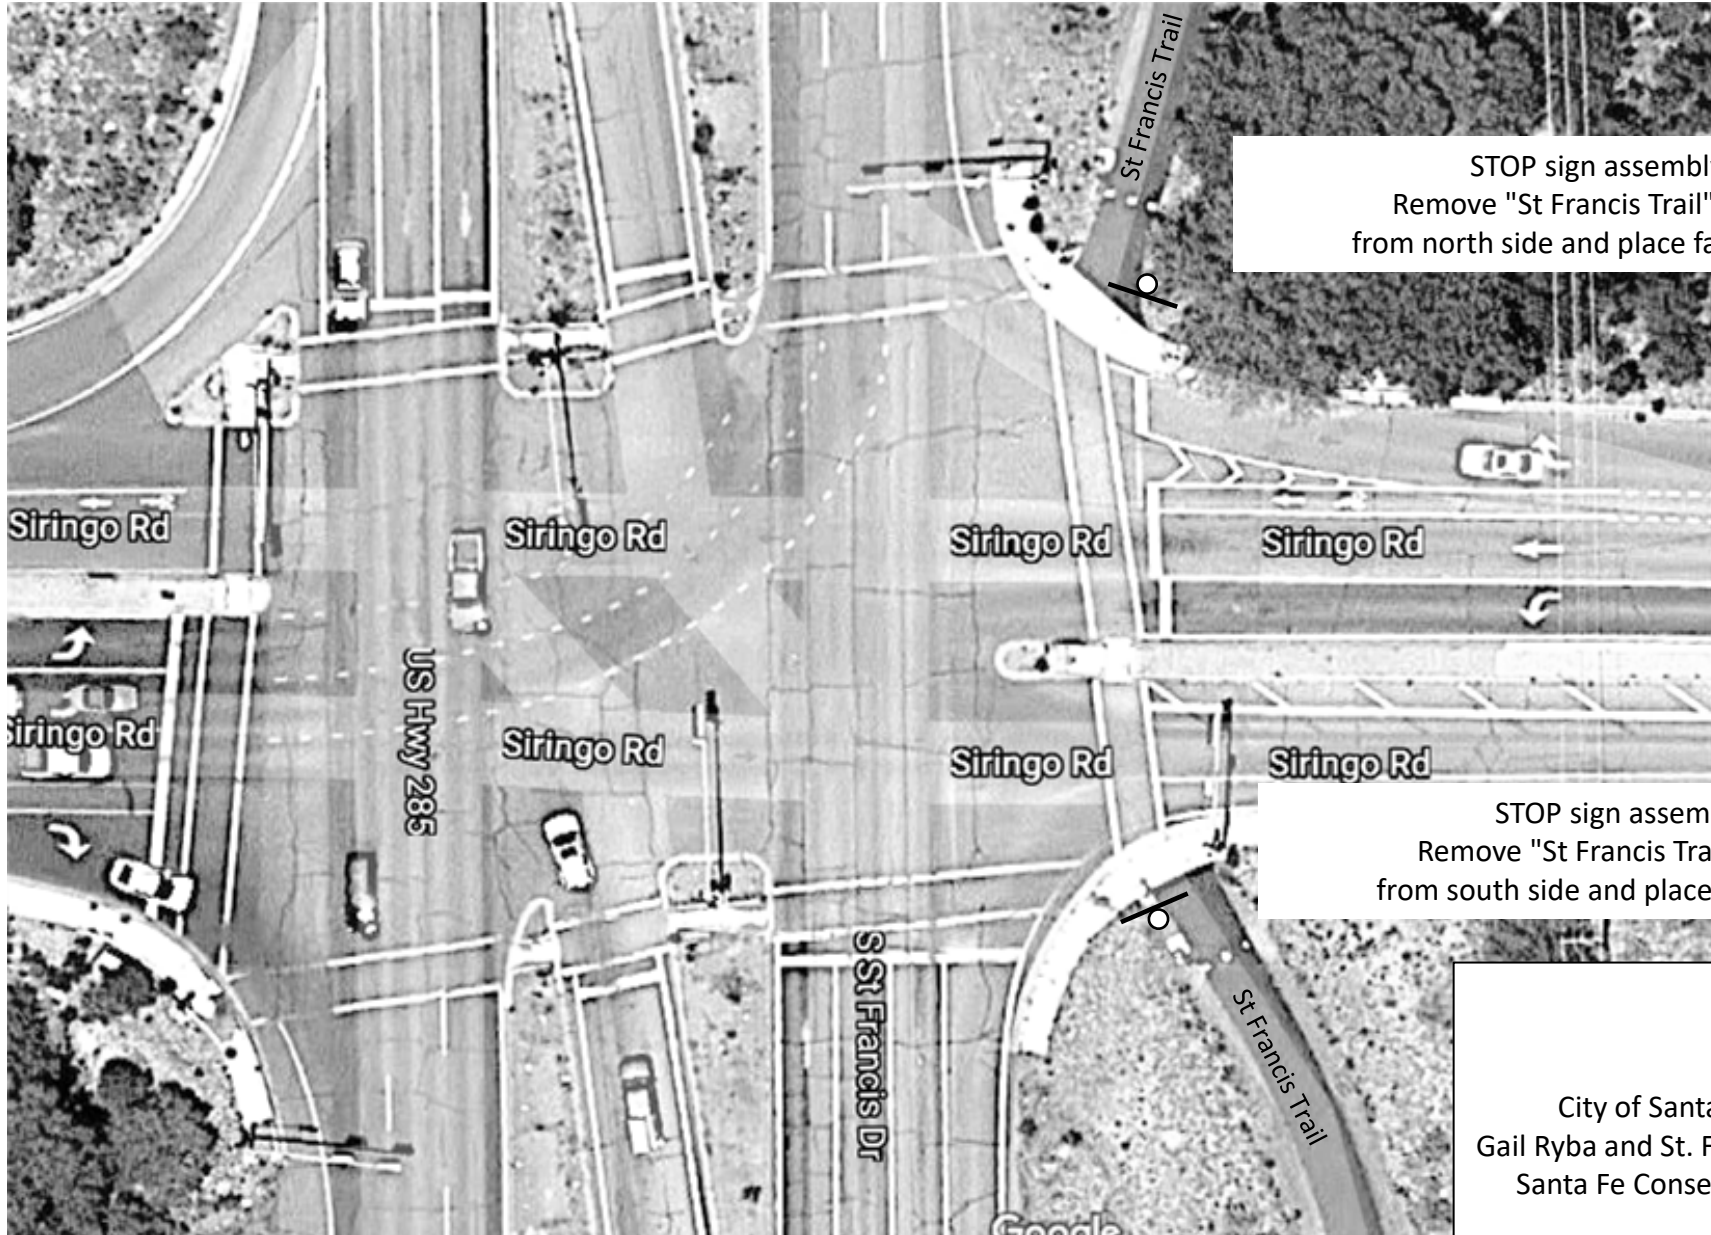 St Francis Trail
STOP sign assembly
Remove "St Francis Trail"
from north side and place fa
Siringo Rd
Siringo Rd
Siringo Rd
Siringo Rd
US Hwy 285
Siringo Rd
Siringo Rd
Siringo Rd
Siringo Rd
STOP sign assem
Remove "St Francis Tra
from south side and place
S St Francis Dr
St Francis Trail
City of Santa
Gail Ryba and St. F
Santa Fe Conse
Google